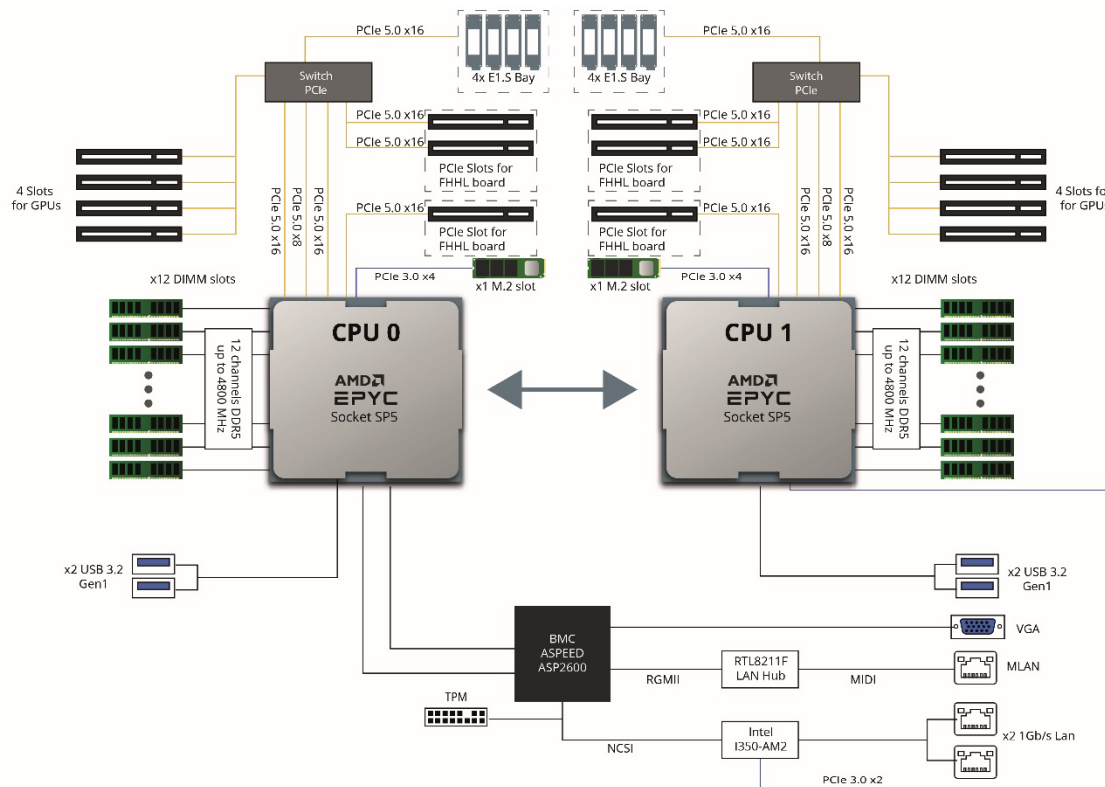 PCIe 5.0 x16
4x E1.S Bay
4x E1.S Bay
PCIe 5.0 x16
Switch
PCIe
Switch
PCIe
PCIe 5.0 x16
PCIe 5.0 x16
PCIe Slots for
FHHL board
PCIe Slots for
FHHL board
PCIe 5.0 x16
PCIe 5.0 x16
4 Slots
for GPUs
PCIe 5.0 x16
PCIe 5.0 x8
PCIe 5.0 x16
PCIe 5.0 x16
PCIe Slot for
FHHL board
PCIe Slot for
FHHL board
PCIe 5.0 x16
PCIe 5.0 x16
PCIe 5.0 x8
PCIe 5.0 x16
4 Slots for
for GPUs
PCIe 3.0 x4
x1 M.2 slot
x1 M.2 slot
PCIe 3.0 x4
x12 DIMM slots
x12 DIMM slots
12 channels DDR5
up to 4800 MHz
CPU 0
AMD
EPYC
Socket SP5
CPU 1
AMD
EPYC
Socket SP5
12 channels DDR5
up to 4800 MHz
x2 USB 3.2
Gen1
x2 USB 3.2
Gen1
BMC
ASPEED
ASP2600
VGA
RGMII
RTL8211F
LAN Hub
MIDI
MLAN
TPM
NCSI
Intel
I350-AM2
x2 1Gb/s Lan
PCIe 3.0 x2